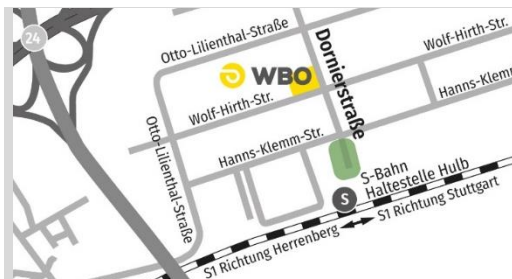 24
Otto-Lilienthal-Straße
Dornierstraße
Wolf-Hirth-Str.
WBO
Wolf-Hirth-Str.
Hanns-Klemm
Otto-Lilienthal-Straße
Hanns-Klemm-Str.
S-Bahn
Haltestelle Hulb
S
S1 Richtung Herrenberg
S1 Richtung Stuttgart